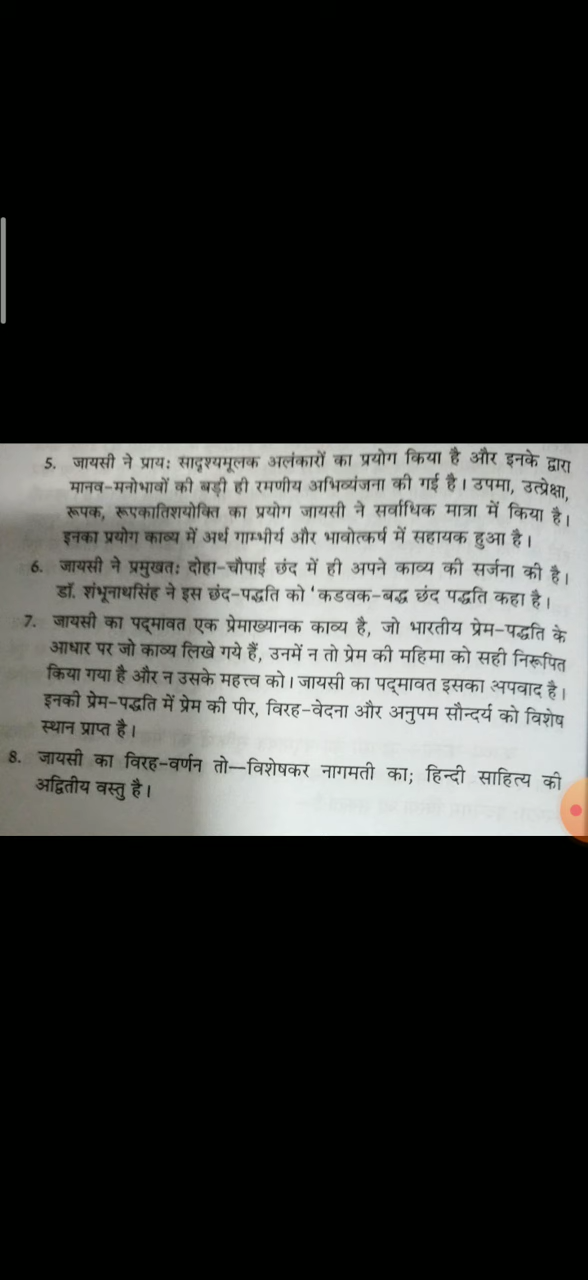 5. जायसी ने प्राय: सादृश्यमूलक अलंकारों का प्रयोग किया है और इनके द्वारा
मानव-मनोभावों की बड़ी ही रमणीय अभिव्यंजना की गई है। उपमा, उत्प्रेक्षा,
रूपक, रूपकातिशयोक्ति का प्रयोग जायसी ने सर्वाधिक मात्रा में किया है।
इनका प्रयोग काव्य में अर्थ गाम्भीर्य और भावोत्कर्ष में सहायक हुआ है।
6. जायसी ने प्रमुखत: दोहा-चौपाई छंद में ही अपने काव्य की सर्जना की है।
डॉ. शंभूनाथसिंह ने इस छंद-पद्धति को 'कडवक-बद्ध छंद पद्धति कहा है।
7. जायसी का पद्मावत एक प्रेमाख्यानक काव्य है, जो भारतीय प्रेम-पद्धति के
आधार पर जो काव्य लिखे गये हैं, उनमें न तो प्रेम की महिमा को सही निरूपित
किया गया है और न उसके महत्त्व को। जायसी का पद्मावत इसका अपवाद है।
इनकी प्रेम-पद्धति में प्रेम की पीर, विरह-वेदना और अनुपम सौन्दर्य को विशेष
स्थान प्राप्त है।
8. जायसी का विरह-वर्णन तो—विशेषकर नागमती का; हिन्दी साहित्य की
अद्वितीय वस्तु है।